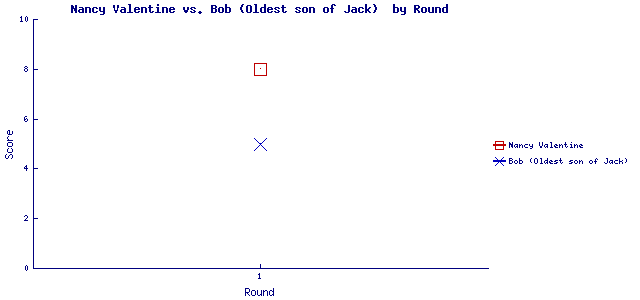 Nancy Valentine vs. Bob (Oldest son of Jack)  by Round
10
8
6
4
2
0
Score
1
Round
Nancy Valentine
Bob (Oldest son of Jack)